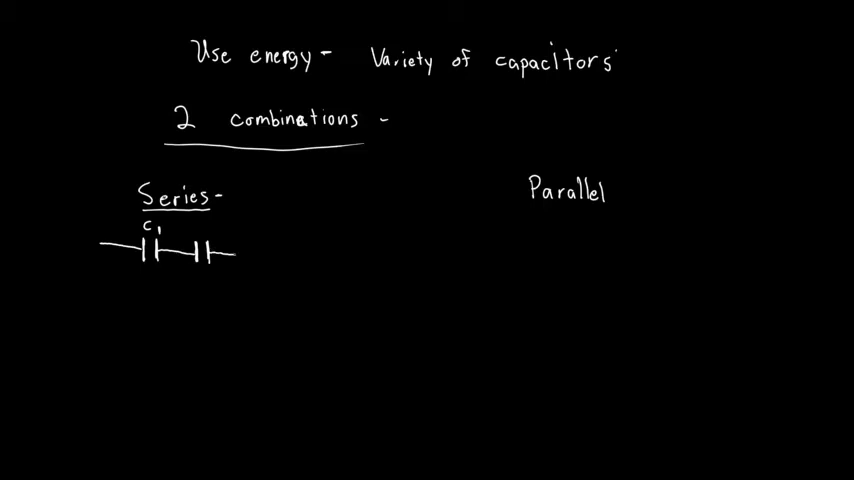 Use energy - Variety of capacitors
2 combinations -
Series -
Parallel
C1